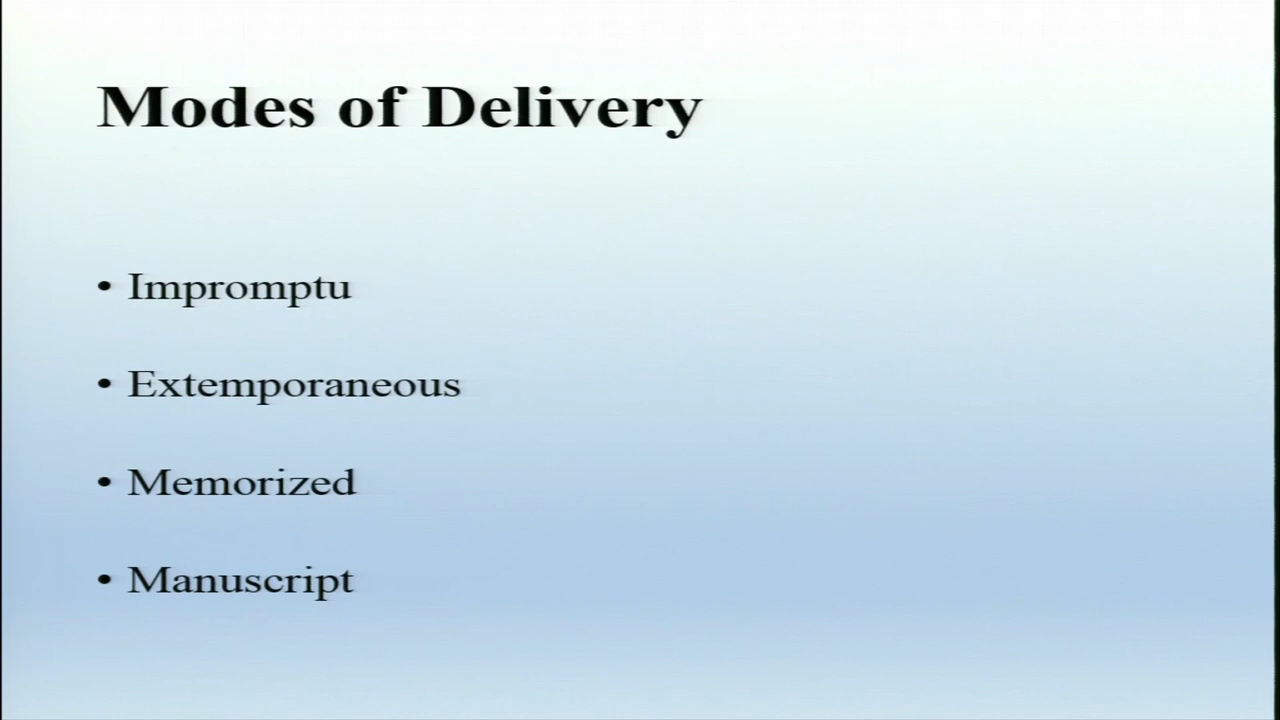 Modes of Delivery
• Impromptu
• Extemporaneous
• Memorized
• Manuscript